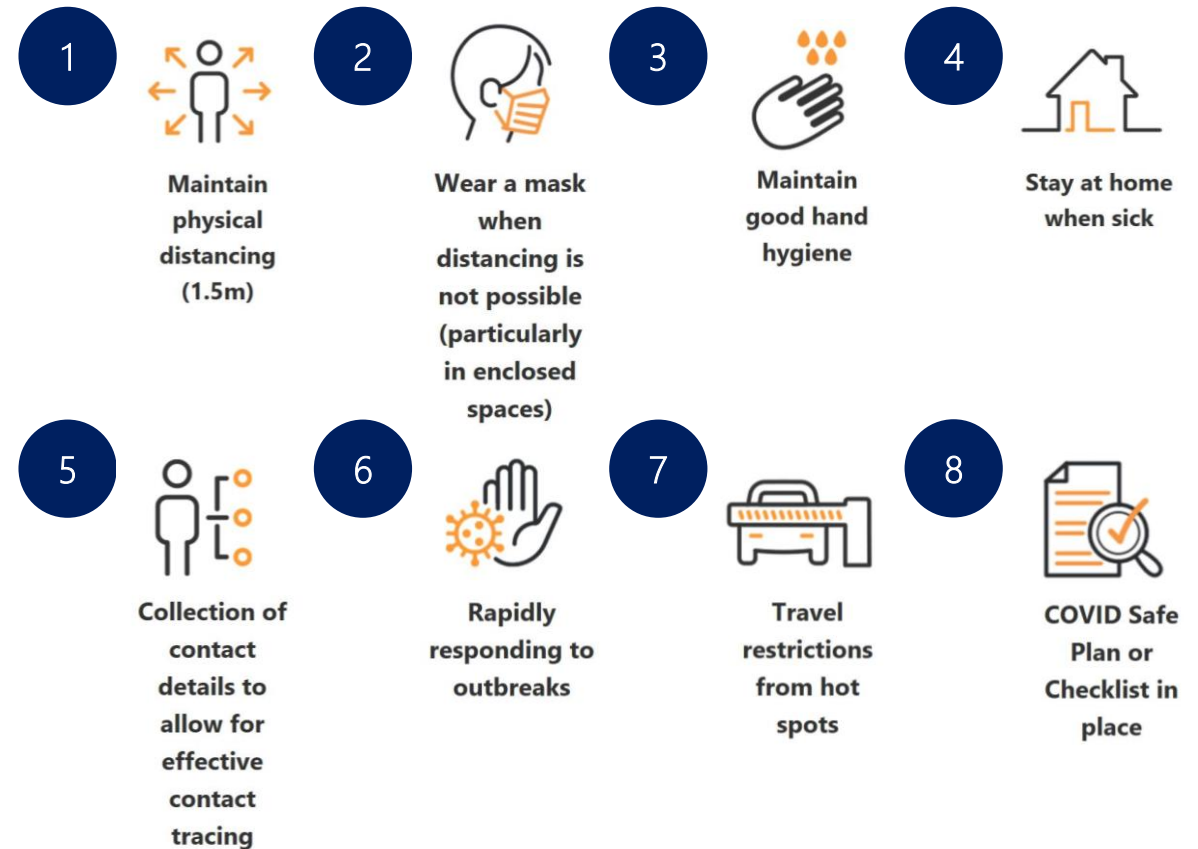 1
Maintain
physical
distancing
(1.5m)
2
Wear a mask
when
distancing is
not possible
(particularly
in enclosed
spaces)
3
Maintain
good hand
hygiene
4
Stay at home
when sick
5
Collection of
contact
details to
allow for
effective
contact
tracing
6
Rapidly
responding to
outbreaks
7
Travel
restrictions
from hot
spots
8
COVID Safe
Plan or
Checklist in
place